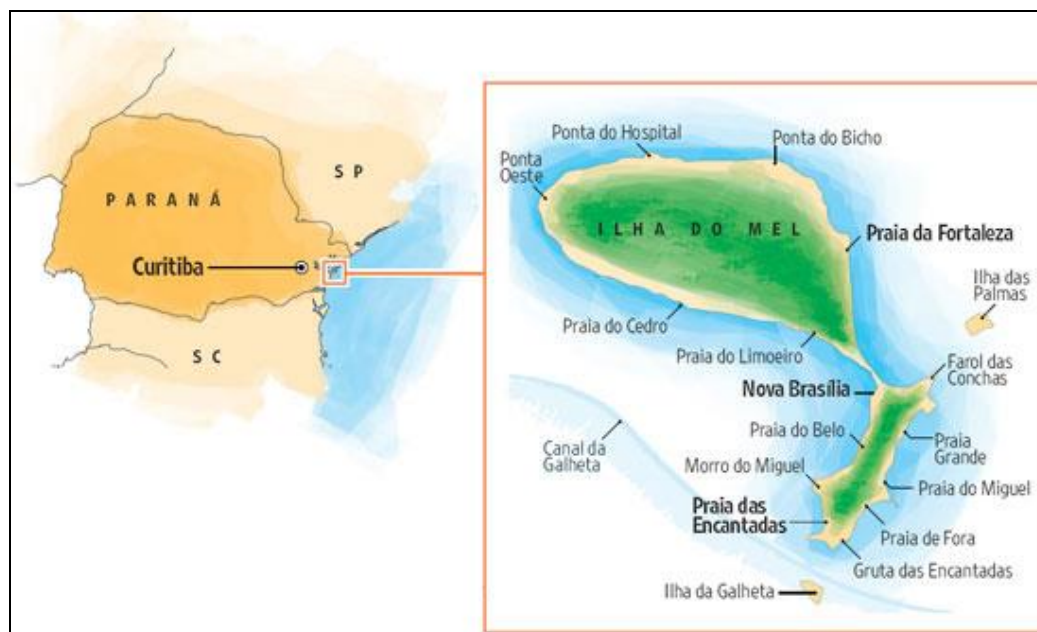 SP
PARANÁ
Curitiba
SC
Ponta do Hospital
Ponta do Bicho
Ponta
Oeste
ILHA DO MEL
Praia da Fortaleza
Ilha das
Palmas
Praia do Cedro
Praia do Limoeiro
Farol das
Conchas
Nova Brasília
Praia do Belo
Praia
Grande
Canal da
Galheta
Morro do Miguel
Praia do Miguel
Praia das
Encantadas
Praia de Fora
Gruta das Encantadas
Ilha da Galheta